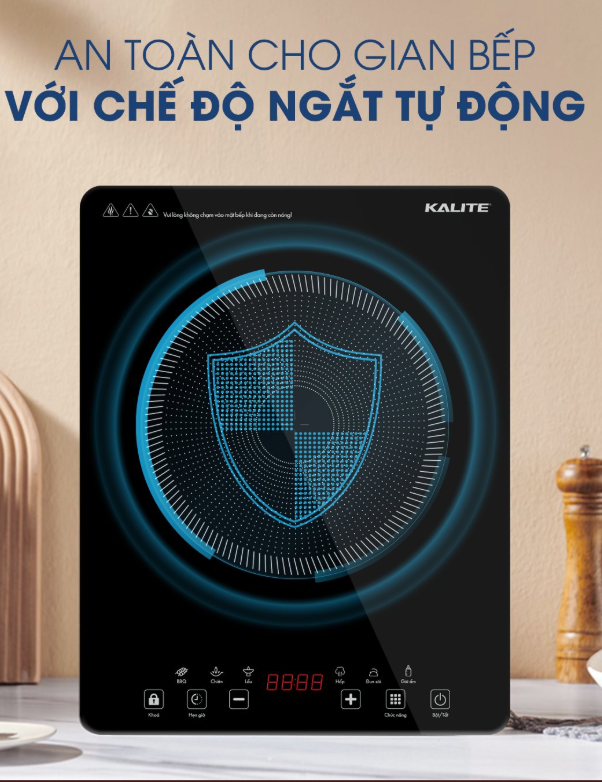 AN TOÀN CHO GIAN BẾP
VỚI CHẾ ĐỘ NGẮT TỰ ĐỘNG
Vui lòng không chạm vào mặt bếp khi đang còn nóng!
KALITE
BBQ Chiên Lẩu 88:88 Hấp Đun sôi Giữ ấm
Khoá Hẹn giờ Chức năng Bật/Tắt